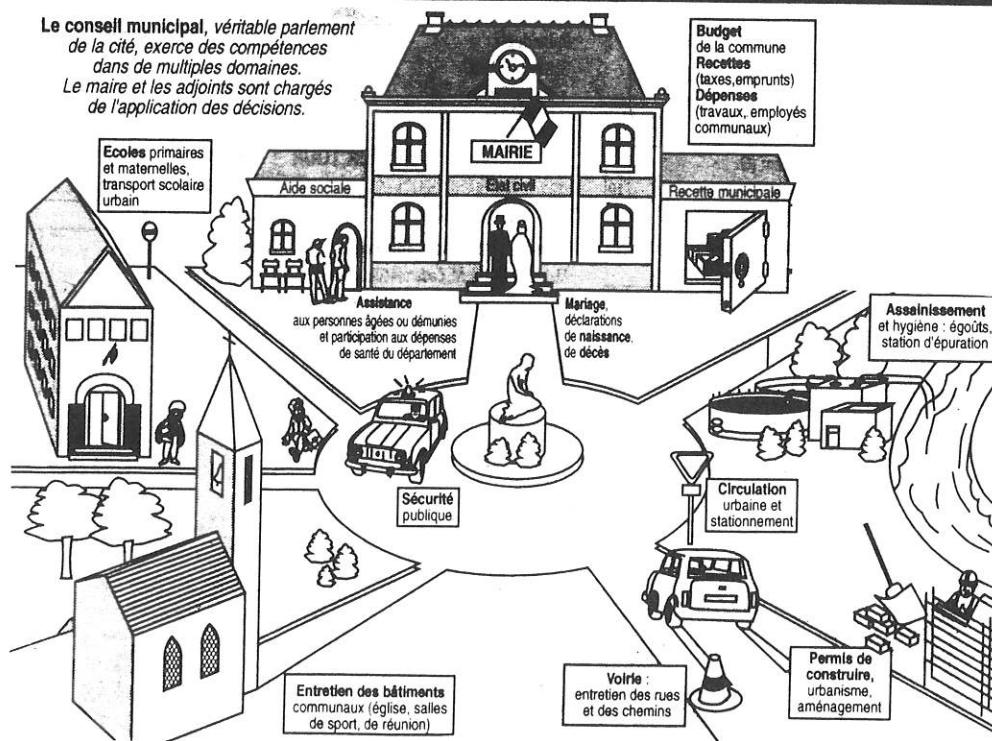 Le conseil municipal, véritable parlement
de la cité, exerce des compétences
dans de multiples domaines.
Le maire et les adjoints sont chargés
de l'application des décisions.
Budget
de la commune
Recettes
(taxes,emprunts)
Dépenses
(travaux, employés
communaux)
Ecoles primaires
et maternelles,
transport scolaire
urbain
MAIRIE
Aide sociale
Etat civil
Recette municipale
Assistance
aux personnes âgées ou démunies
et participation aux dépenses
de santé du département
Mariage,
déclarations
de naissance,
de décès
Assainissement
et hygiène : égoûts,
station d'épuration
Sécurité
publique
Circulation
urbaine et
stationnement
Entretien des bâtiments
communaux (église, salles
de sport, de réunion)
Voirie :
entretien des rues
et des chemins
Permis de
construire,
urbanisme,
aménagement